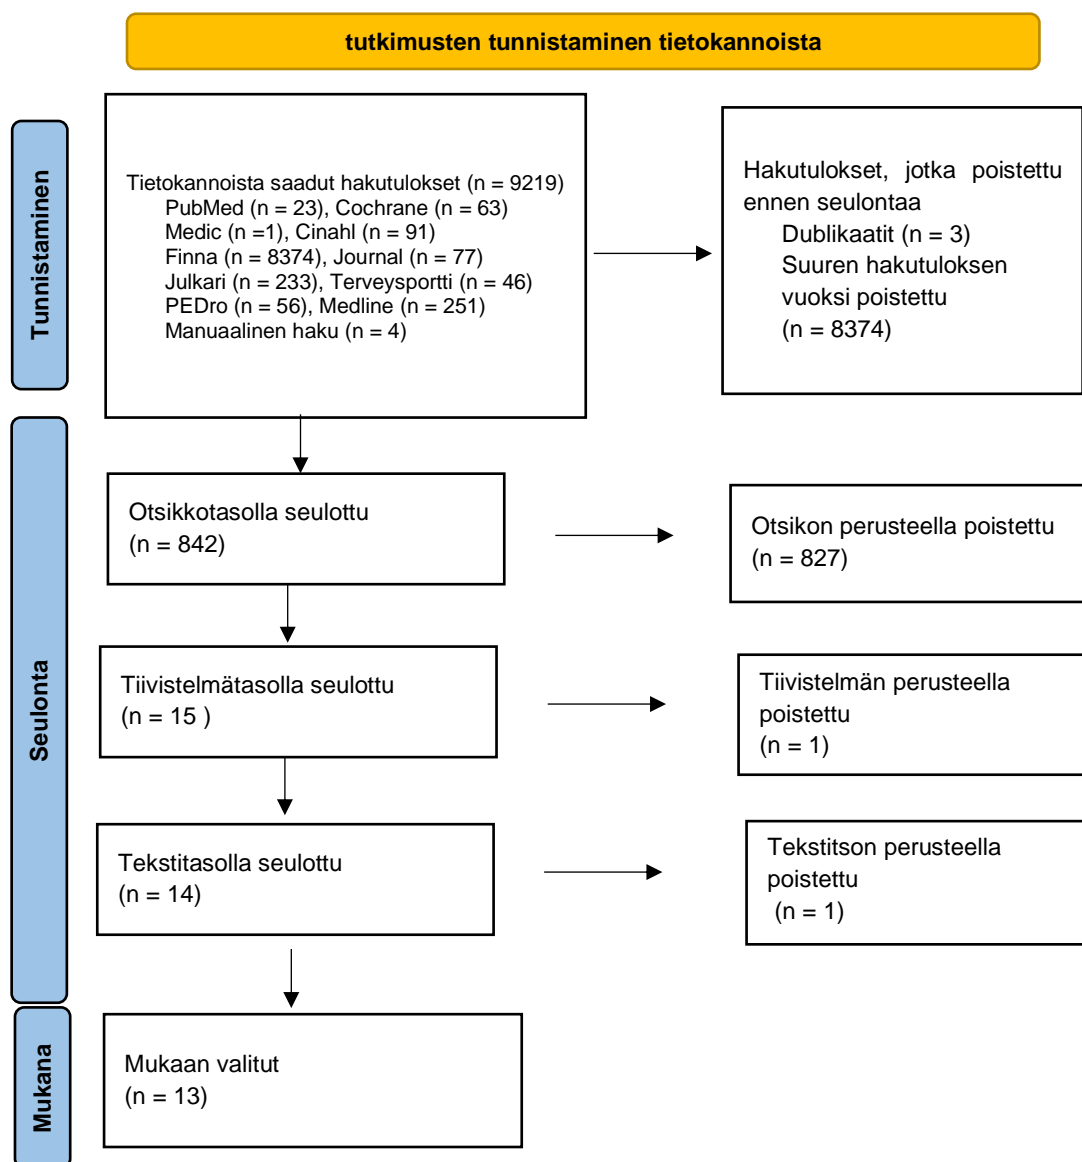 tutkimusten tunnistaminen tietokannoista
Tunnistaminen
Tietokannoista saadut hakutulokset (n = 9219)
PubMed (n = 23), Cochrane (n = 63)
Medic (n =1), Cinahl (n = 91)
Finna (n = 8374), Journal (n = 77)
Julkari (n = 233), Terveysportti (n = 46)
PEDro (n = 56), Medline (n = 251)
Manuaalinen haku (n = 4)
Hakutulokset, jotka poistettu
ennen seulontaa
Dublikaatit (n = 3)
Suuren hakutuloksen
vuoksi poistettu
(n = 8374)
Seulonta
Otsikkotasolla seulottu
(n = 842)
Otsikon perusteella poistettu
(n = 827)
Tiivistelmätasolla seulottu
(n = 15 )
Tiivistelmän perusteella
poistettu
(n = 1)
Tekstitasolla seulottu
(n = 14)
Tekstitson perusteella
poistettu
(n = 1)
Mukana
Mukaan valitut
(n = 13)